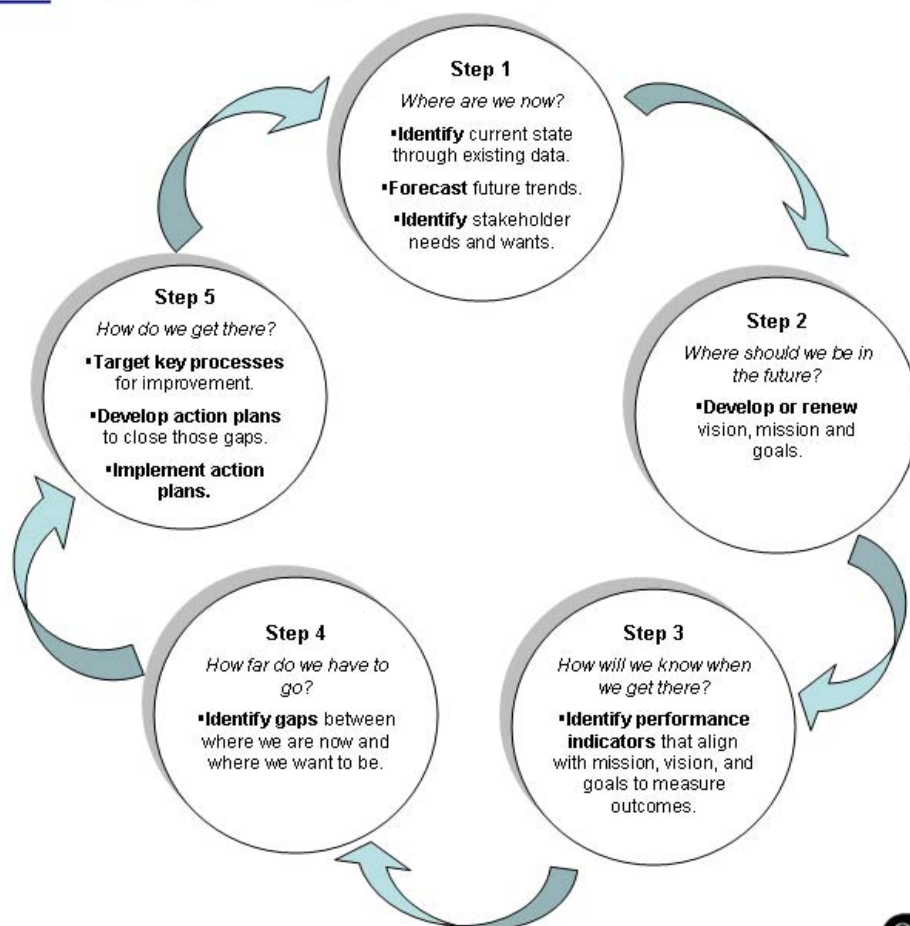 Step 1
Where are we now?
▪Identify current state
through existing data.
▪Forecast future trends.
▪Identify stakeholder
needs and wants.
Step 2
Where should we be in
the future?
▪Develop or renew
vision, mission and
goals.
Step 3
How will we know when
we get there?
▪Identify performance
indicators that align
with mission, vision, and
goals to measure
outcomes.
Step 4
How far do we have to
go?
▪Identify gaps between
where we are now and
where we want to be.
Step 5
How do we get there?
▪Target key processes
for improvement.
▪Develop action plans
to close those gaps.
▪Implement action
plans.